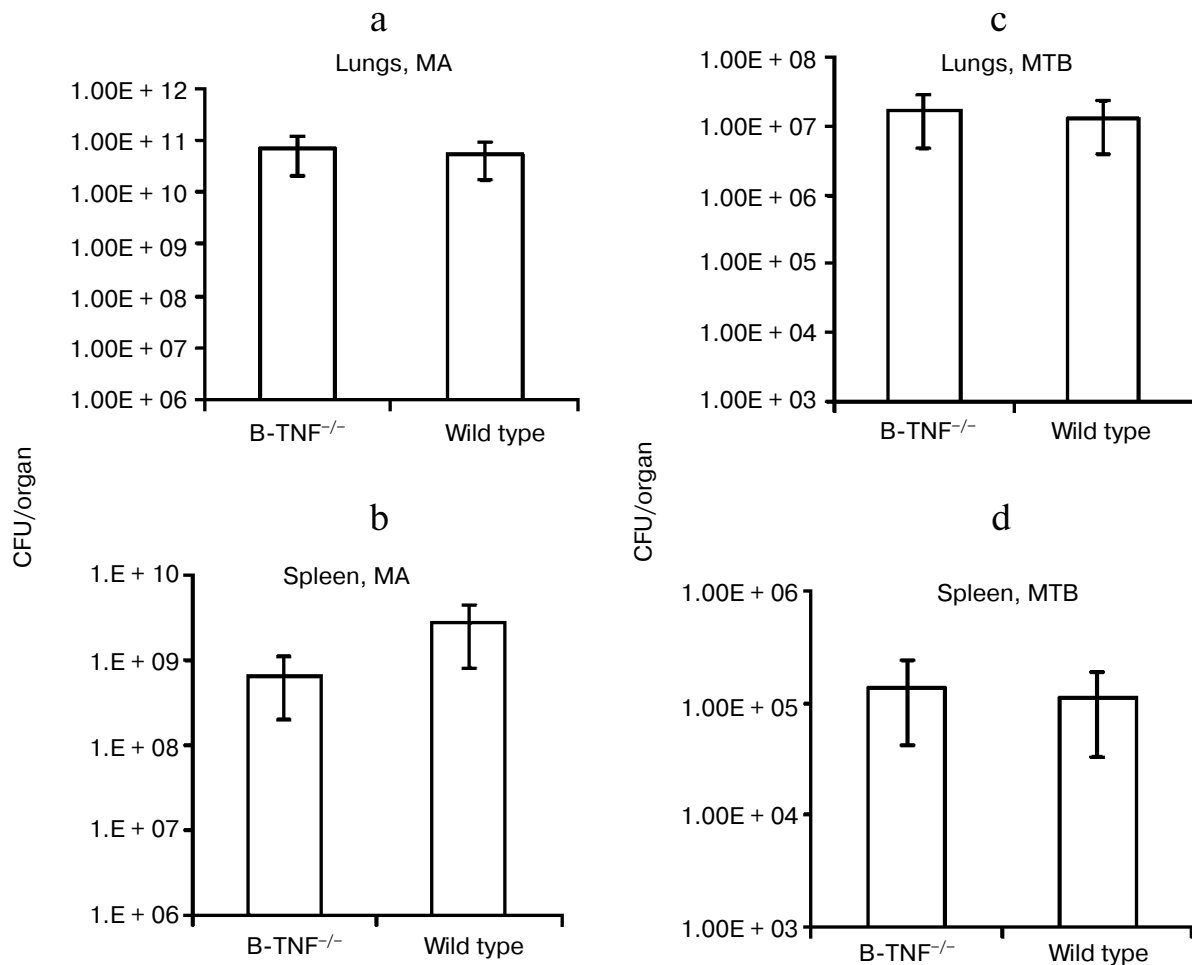 a
Lungs, MA
1.00E + 12
1.00E + 11
1.00E + 10
1.00E + 09
1.00E + 08
1.00E + 07
1.00E + 06
B-TNF−/−
Wild type
CFU/organ
b
Spleen, MA
1.E + 10
1.E + 09
1.E + 08
1.E + 07
1.E + 06
B-TNF−/−
Wild type
c
Lungs, MTB
1.00E + 08
1.00E + 07
1.00E + 06
1.00E + 05
1.00E + 04
1.00E + 03
B-TNF−/−
Wild type
CFU/organ
d
Spleen, MTB
1.00E + 06
1.00E + 05
1.00E + 04
1.00E + 03
B-TNF−/−
Wild type